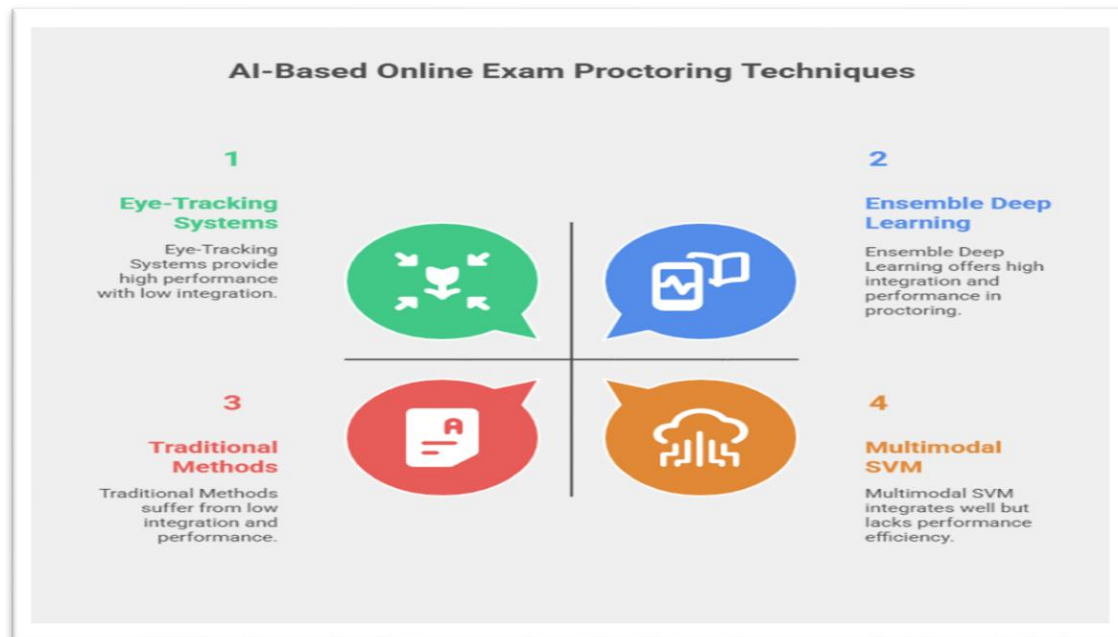 AI-Based Online Exam Proctoring Techniques
1
Eye-Tracking
Systems
Eye-Tracking
Systems provide
high performance
with low integration.
2
Ensemble Deep
Learning
Ensemble Deep
Learning offers high
integration and
performance in
proctoring.
3
Traditional
Methods
Traditional Methods
suffer from low
integration and
performance.
A
4
Multimodal
SVM
Multimodal SVM
integrates well but
lacks performance
efficiency.